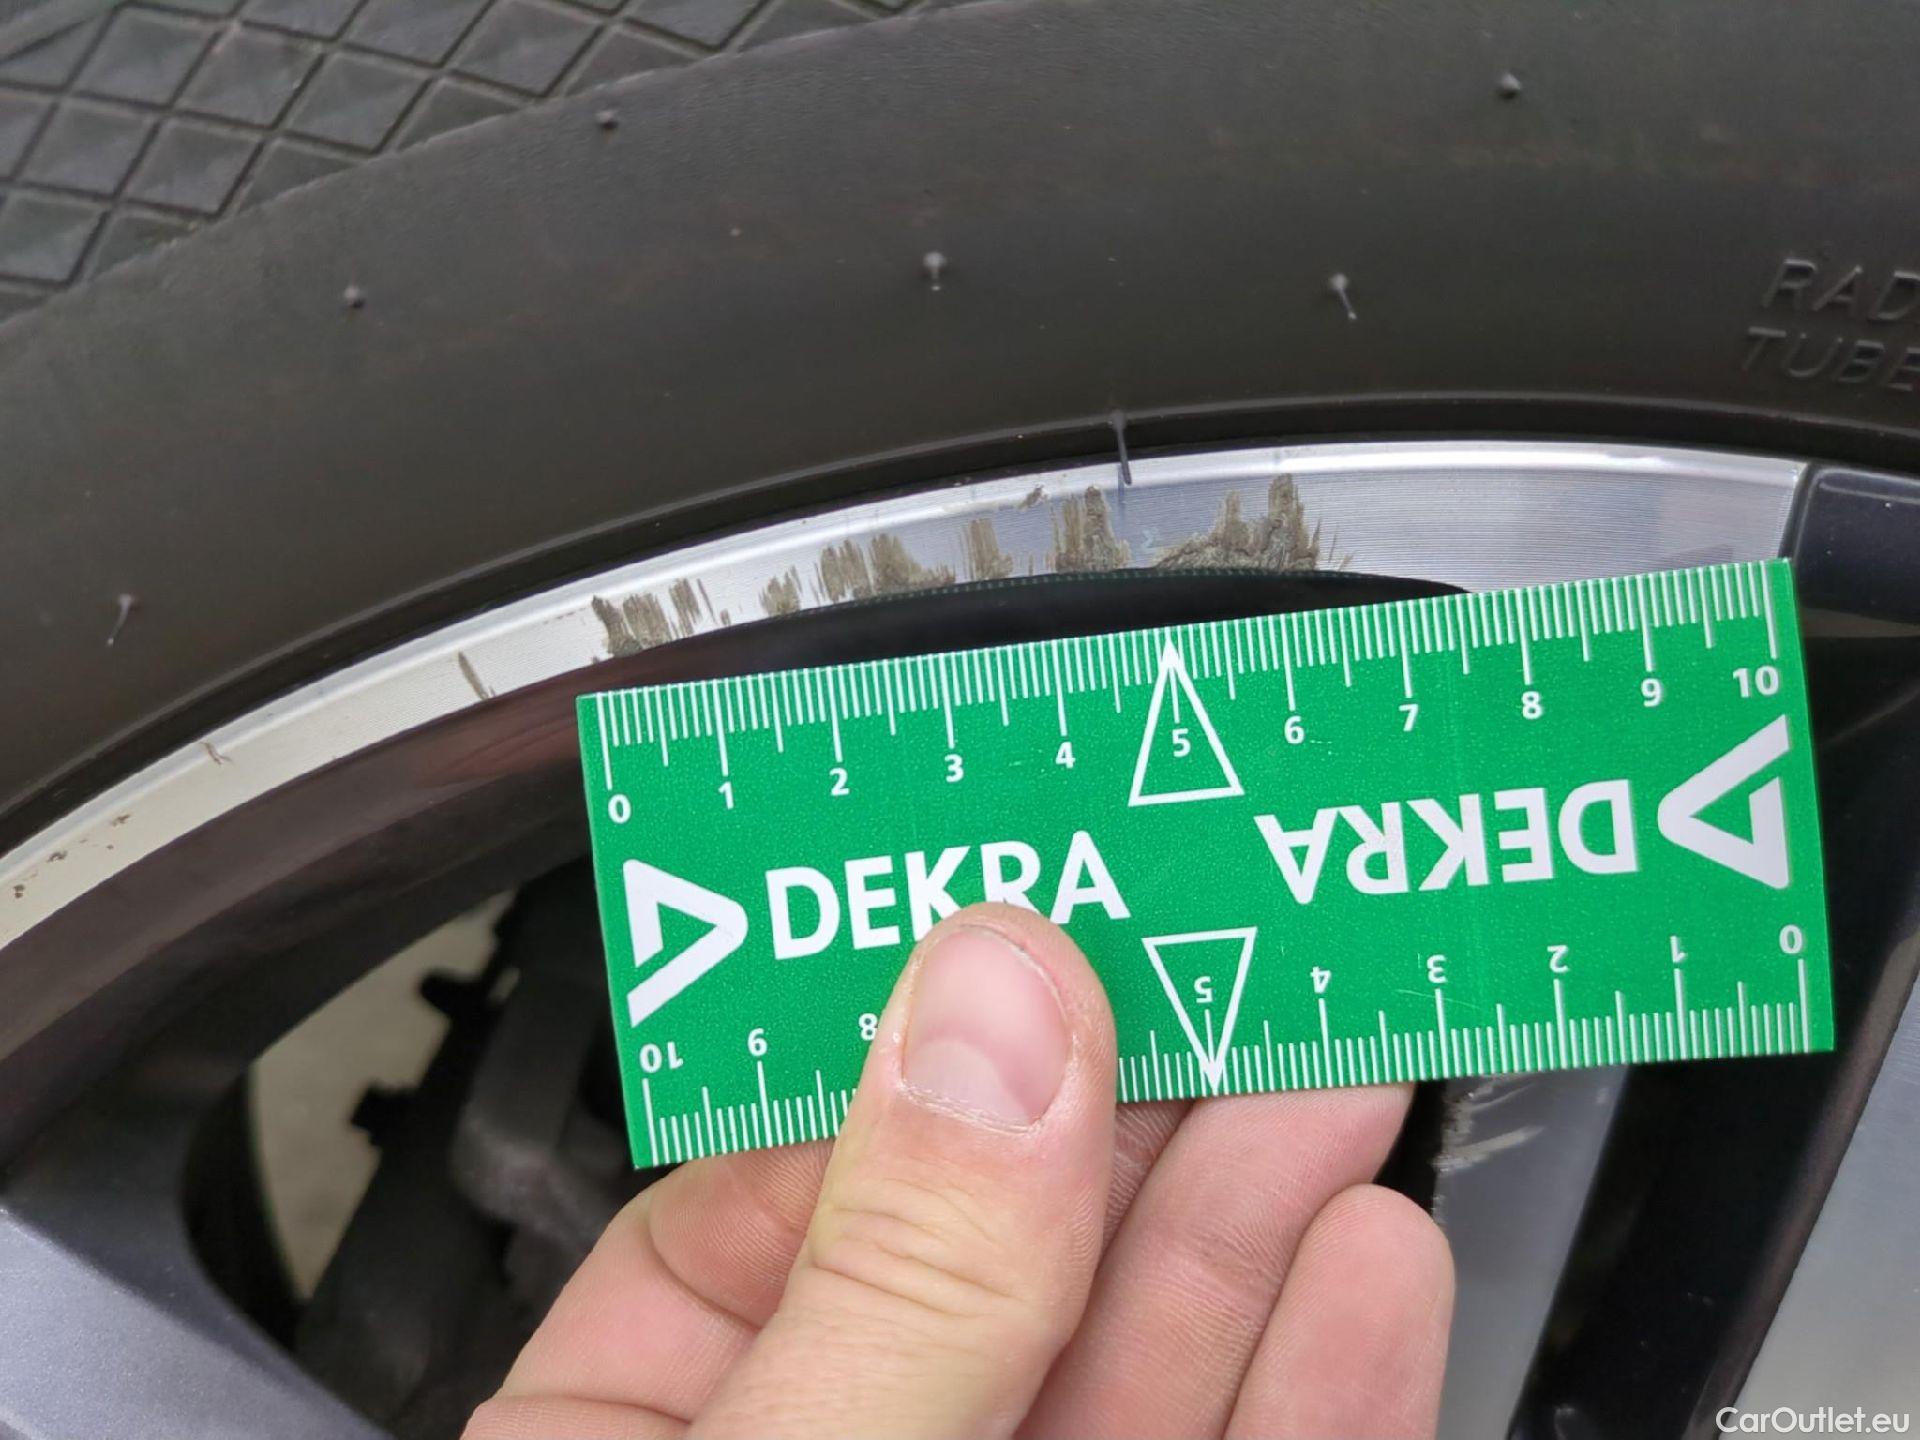 RAD
TUBE
0 1 2 3 4 5 6 7 8 9 10
DEKRA
DEKRA
10 9 8 5 4 3 2 1 0
CarOutlet.eu